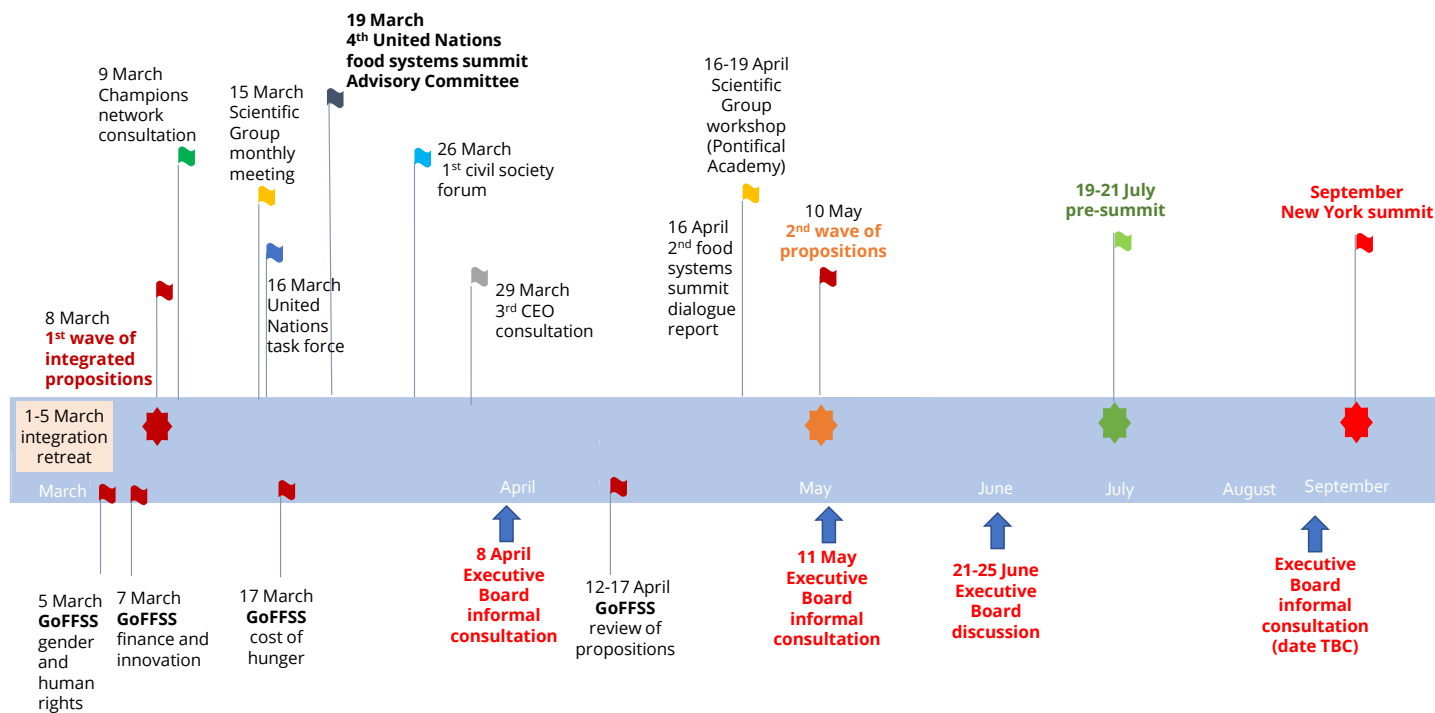 19 March
4th United Nations
food systems summit
Advisory Committee
9 March
Champions
network
consultation
15 March
Scientific
Group
monthly
meeting
26 March
1st civil society
forum
16-19 April
Scientific
Group
workshop
(Pontifical
Academy)
19-21 July
pre-summit
September
New York summit
8 March
1st wave of
integrated
propositions
16 March
United
Nations
task force
29 March
3rd CEO
consultation
16 April
2nd food
systems
summit
dialogue
report
10 May
2nd wave of
propositions
1-5 March
integration
retreat
March
April
May
June
July
August
September
5 March
GoFFSS
gender
and
human
rights
7 March
GoFFSS
finance and
innovation
17 March
GoFFSS
cost of
hunger
8 April
Executive
Board
informal
consultation
12-17 April
GoFFSS
review of
propositions
11 May
Executive
Board
informal
consultation
21-25 June
Executive
Board
discussion
Executive
Board
informal
consultation
(date TBC)